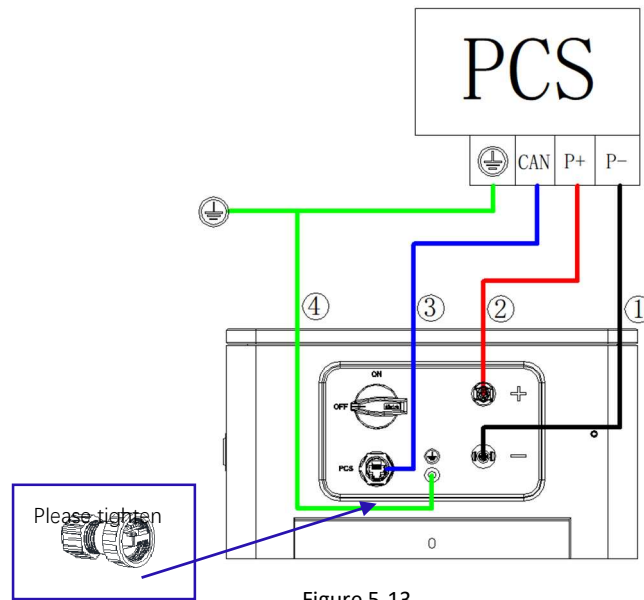 PCS
CAN P+ P-
④ ③ ② ①
ON
OFF
+
PCS
-
Please tighten
0
Figure 5-13